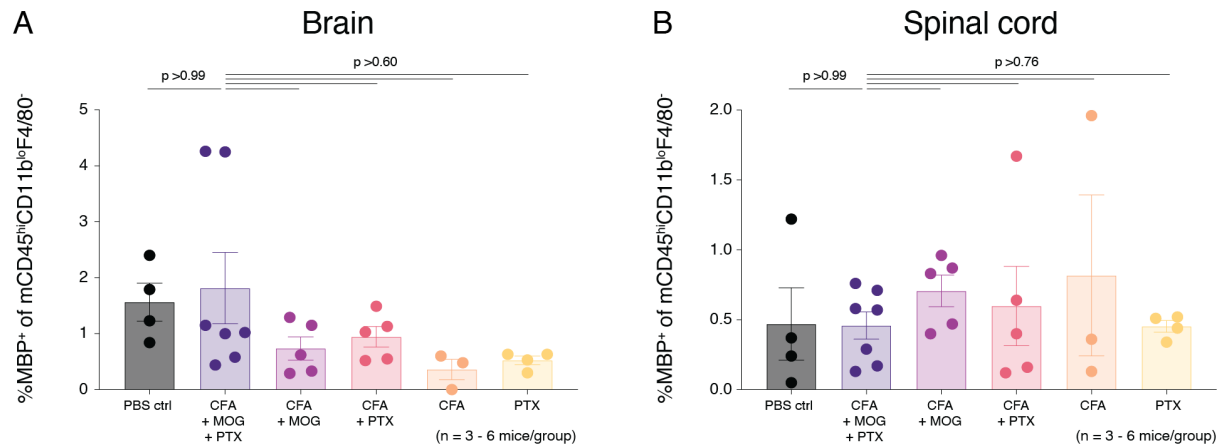 A
Brain
p >0.60
p >0.99
%MBP⁺ of mCD45ʰⁱCD11bˡᵒF4/80⁻
5
4
3
2
1
0
PBS ctrl
CFA
+ MOG
+ PTX
CFA
+ MOG
CFA
+ PTX
CFA
PTX
(n = 3 - 6 mice/group)
B
Spinal cord
p >0.76
p >0.99
%MBP⁺ of mCD45ʰⁱCD11bˡᵒF4/80⁻
2.0
1.5
1.0
0.5
0.0
PBS ctrl
CFA
+ MOG
+ PTX
CFA
+ MOG
CFA
+ PTX
CFA
PTX
(n = 3 - 6 mice/group)